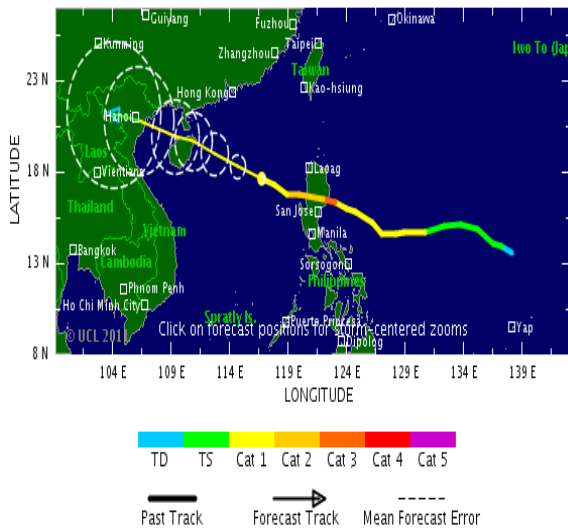 Guiyang
Fuzhou
Okinawa
Kunming
Taipei
Iwo To (Jap
Zhangzhou
Taiwan
23 N
Hong Kong
Kao-hsiung
Hanoi
Laos
18 N
Vientiane
Laoag
Thailand
San Jose
Vietnam
Manila
Bangkok
13 N
Cambodia
Sorsogon
Philippines
Phnom Penh
Ho Chi Minh City
Spratly Is.
Puerto Princesa
Yap
© UCL 201
Click on forecast positions for storm-centered zooms
Dipolog
8 N
104 E 109 E 114 E 119 E 124 E 129 E 134 E 139 E
LATITUDE
LONGITUDE
TD TS Cat 1 Cat 2 Cat 3 Cat 4 Cat 5
Past Track Forecast Track Mean Forecast Error